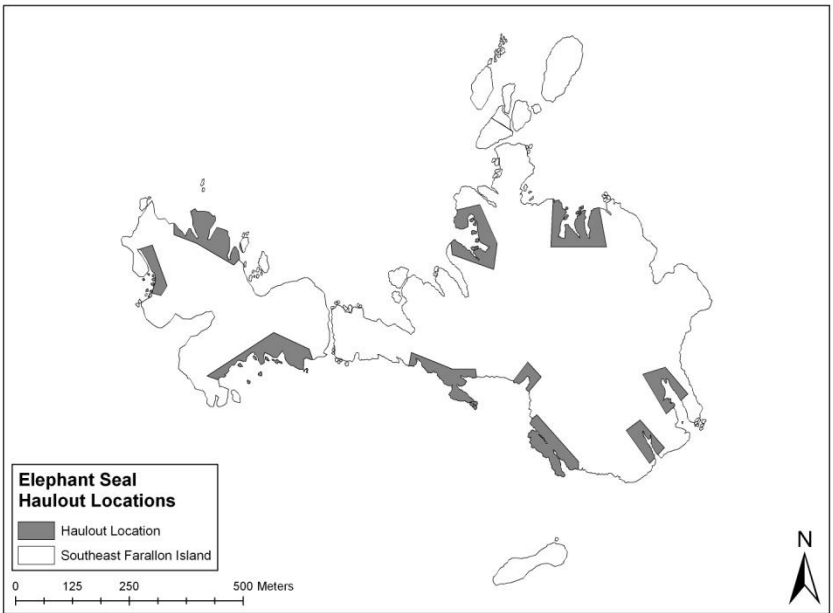 N
Elephant Seal
Haulout Locations
Haulout Location
Southeast Farallon Island
0 125 250 500 Meters